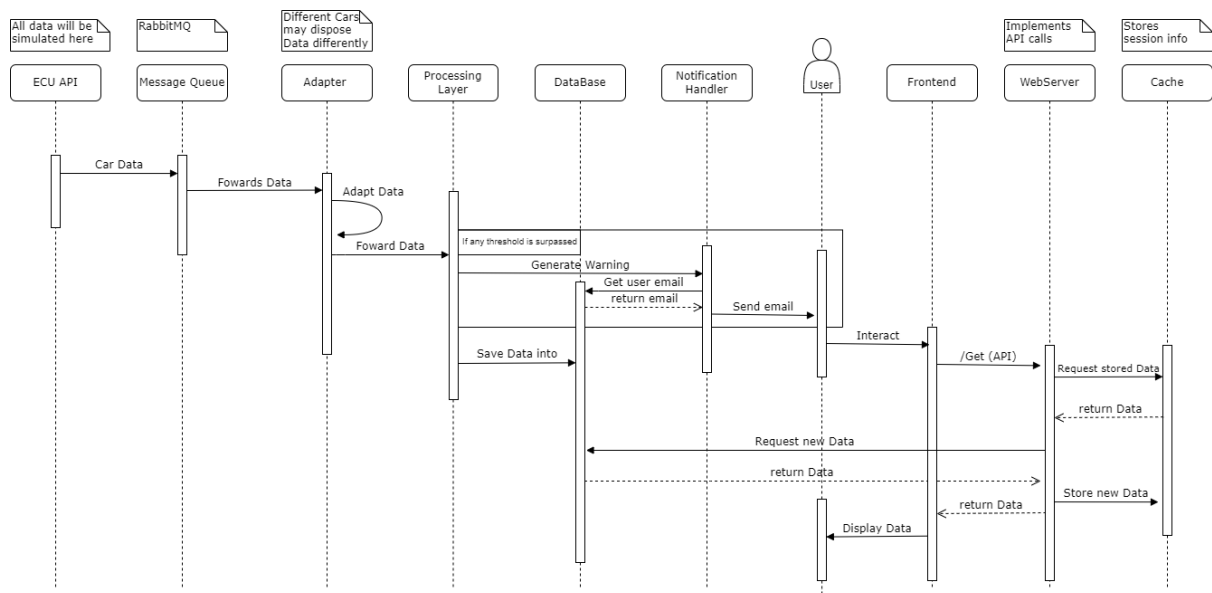 All data will be
simulated here
RabbitMQ
Different Cars
may dispose
Data differently
Implements
API calls
Stores
session info
ECU API
Message Queue
Adapter
Processing
Layer
DataBase
Notification
Handler
User
Frontend
WebServer
Cache
Car Data
Fowards Data
Adapt Data
Foward Data
If any threshold is surpassed
Generate Warning
Get user email
return email
Send email
Interact
Save Data into
/Get (API)
Request stored Data
return Data
Request new Data
return Data
Store new Data
return Data
Display Data